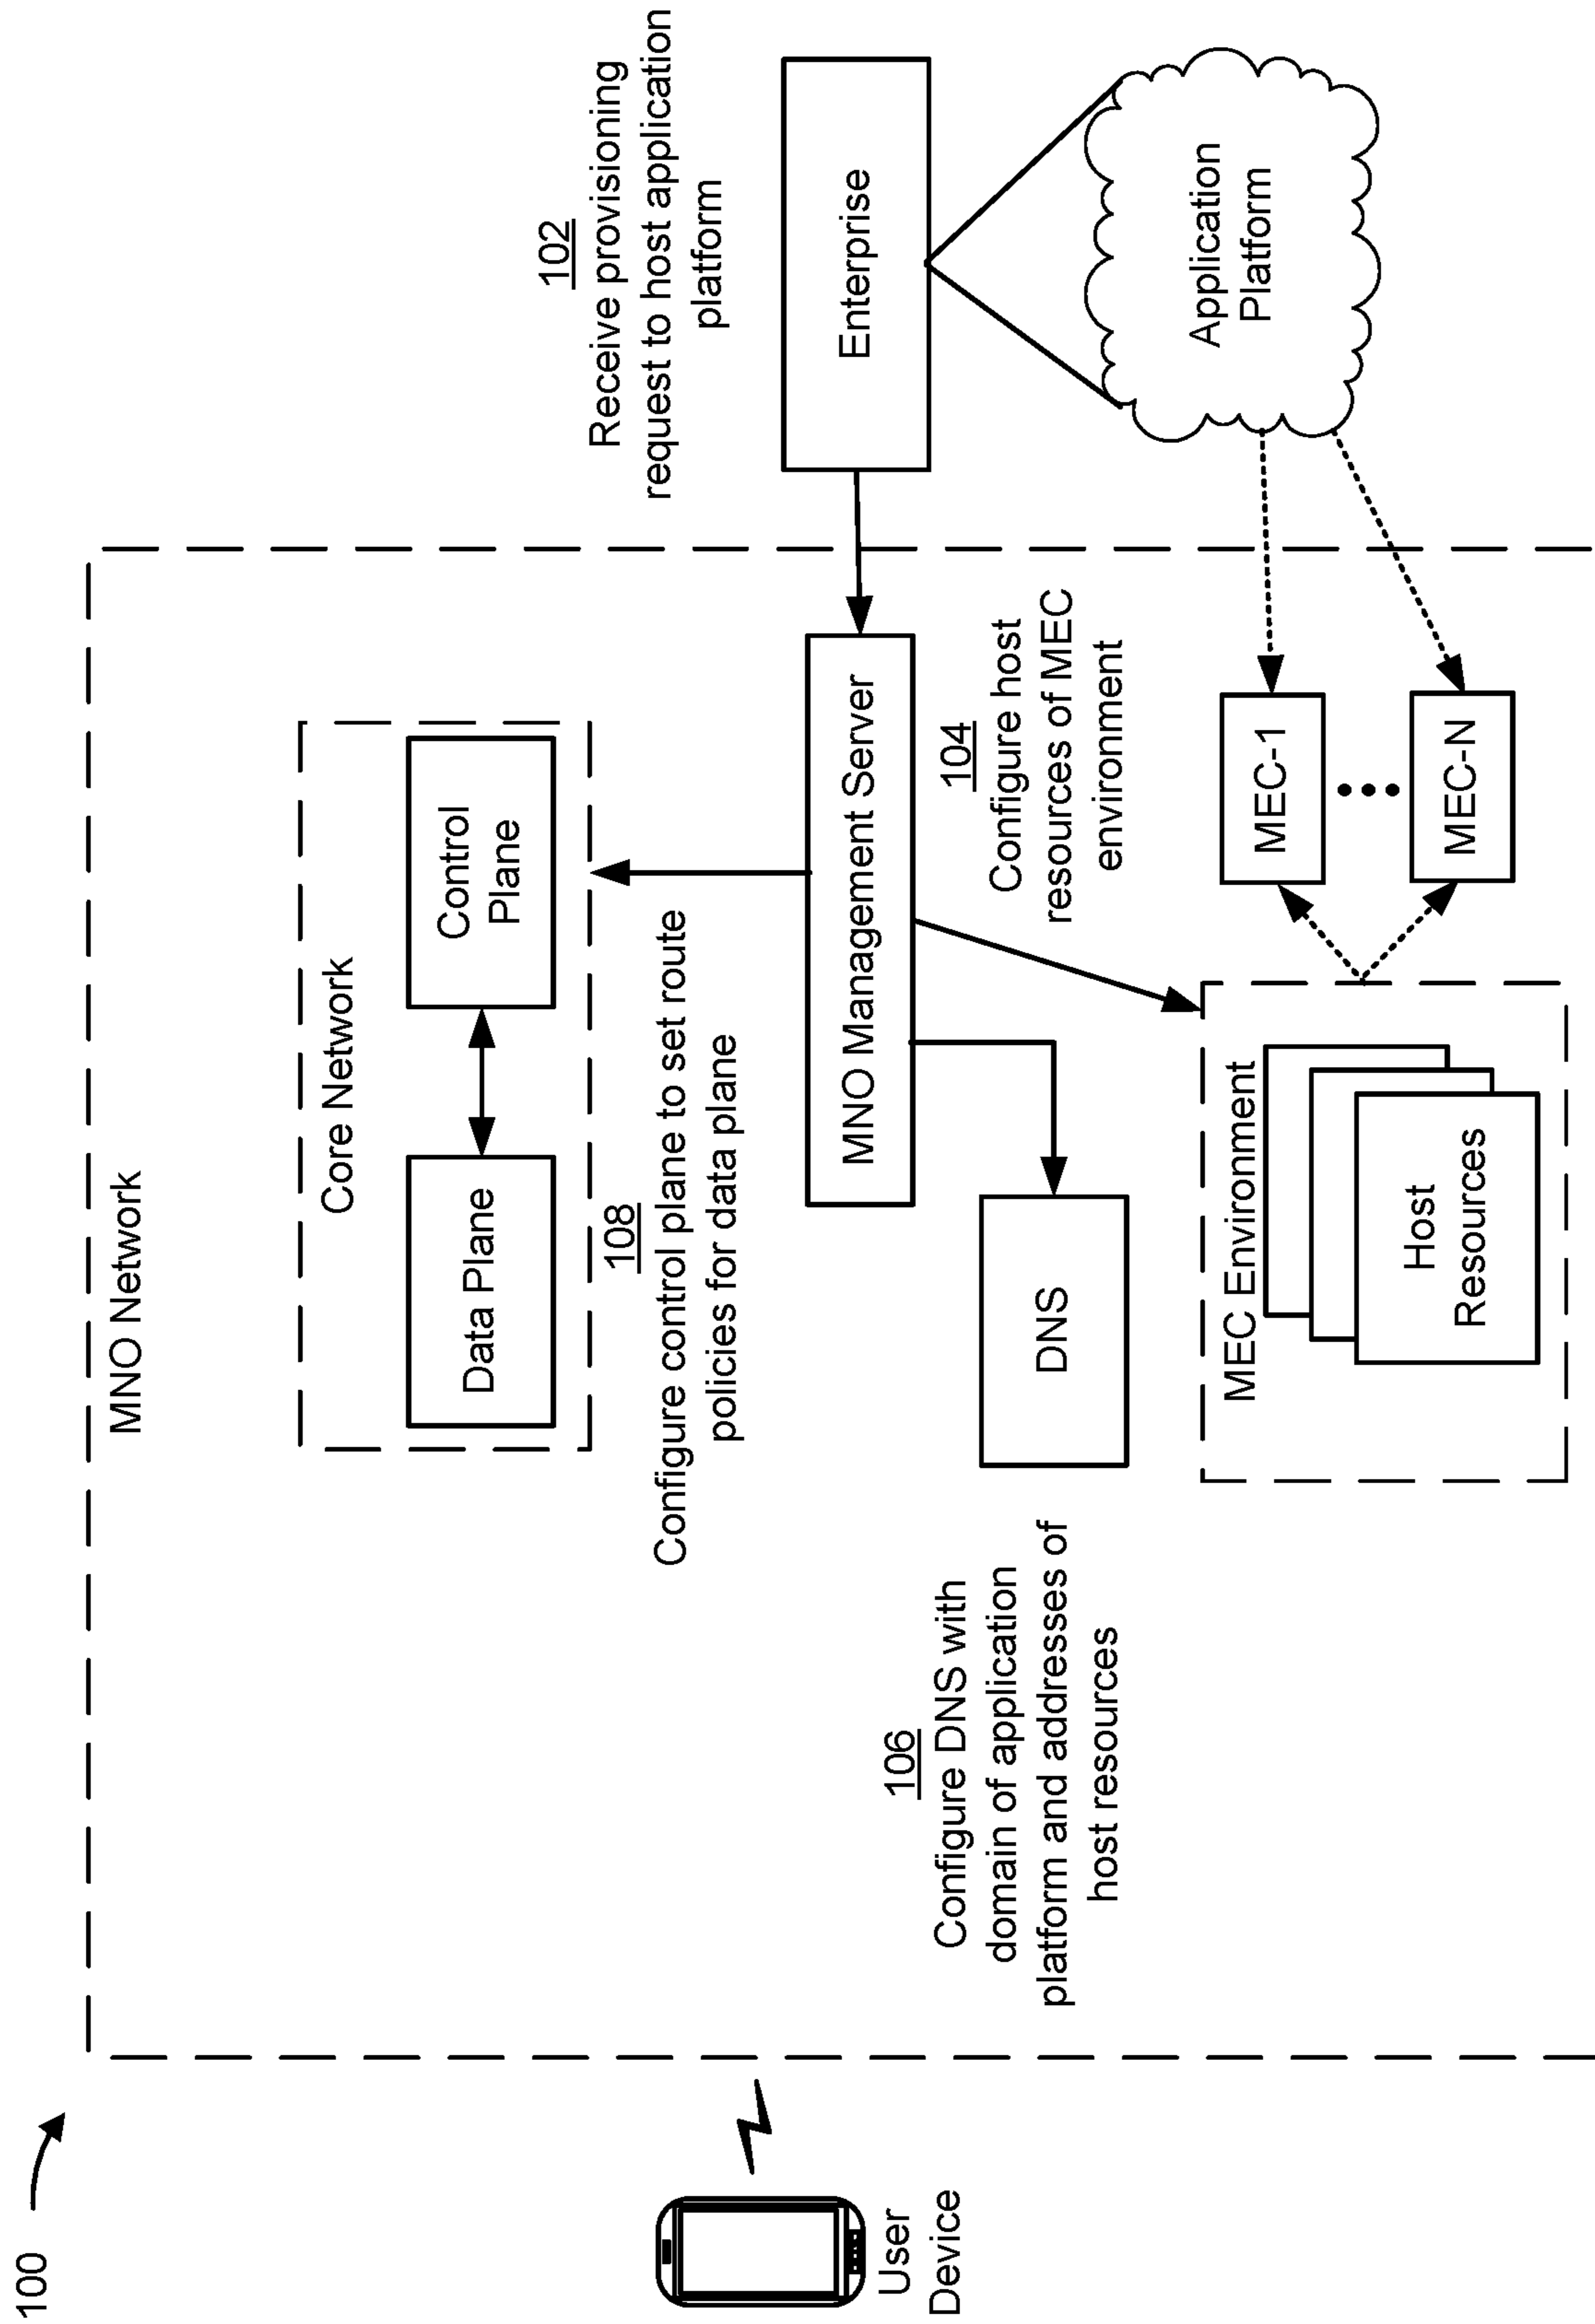 100
MNO Network
Core Network
Data Plane
Control
Plane
108
Configure control plane to set route
policies for data plane
102
Receive provisioning
request to host application
platform
User
Device
MNO Management Server
Enterprise
106
Configure DNS with
domain of application
platform and addresses of
host resources
DNS
104
Configure host
resources of MEC
environment
MEC Environment
Host
Resources
MEC-1
MEC-N
Application
Platform